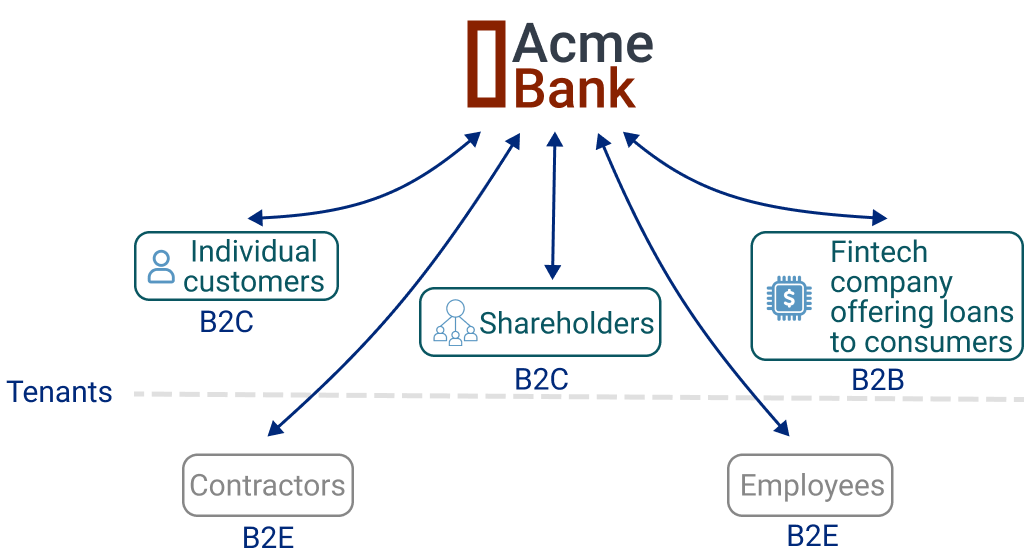 Acme
Bank
Individual
customers
B2C
Shareholders
B2C
Fintech
company
offering loans
to consumers
B2B
Tenants
Contractors
B2E
Employees
B2E